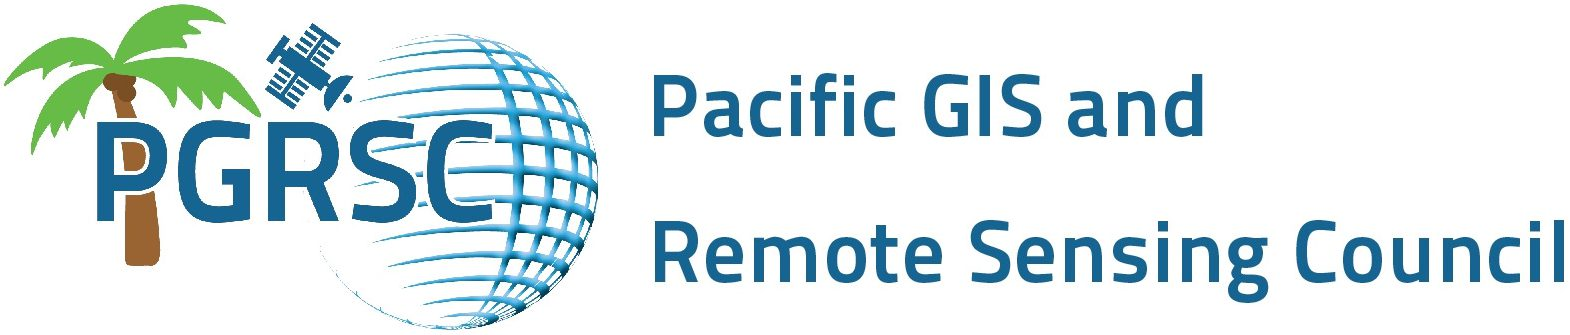 PGRSC
Pacific GIS and
Remote Sensing Council